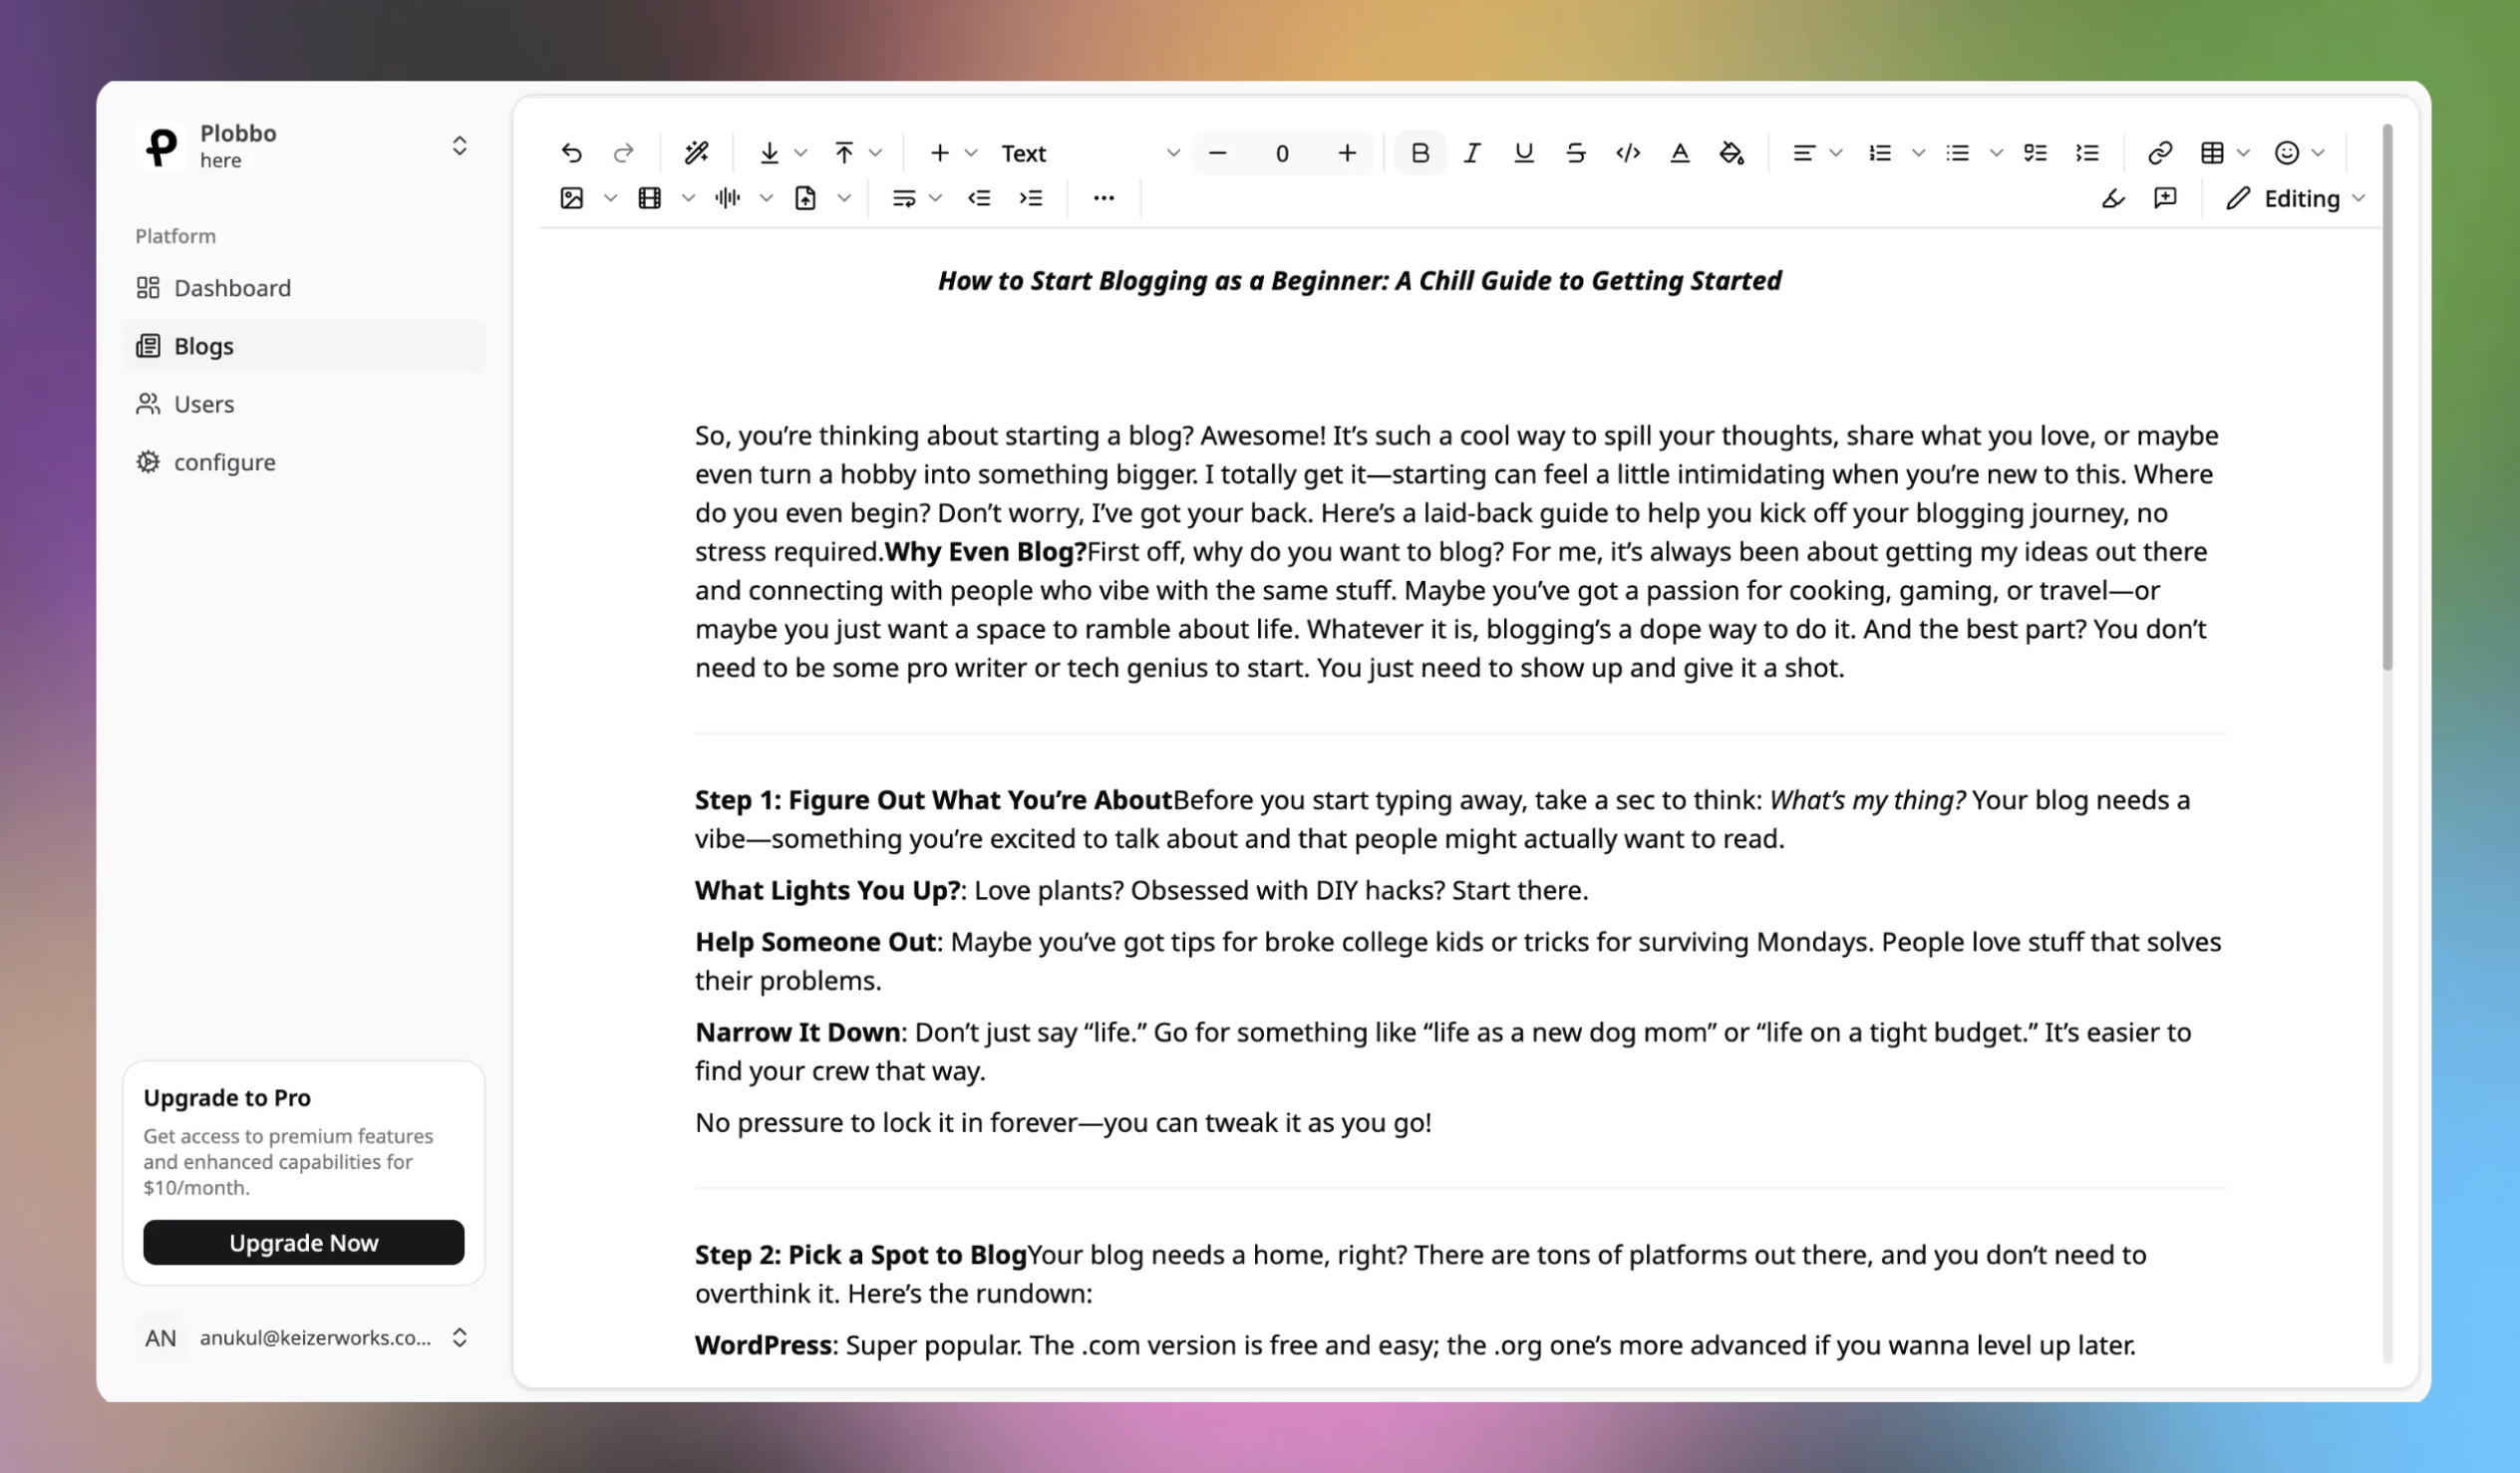 Plobbo
here
Platform
Dashboard
Blogs
Users
configure
Upgrade to Pro
Get access to premium features
and enhanced capabilities for
$10/month.
Upgrade Now
AN
anukul@keizerworks.co...
Text
0
Editing
How to Start Blogging as a Beginner: A Chill Guide to Getting Started
So, you’re thinking about starting a blog? Awesome! It’s such a cool way to spill your thoughts, share what you love, or maybe
even turn a hobby into something bigger. I totally get it—starting can feel a little intimidating when you’re new to this. Where
do you even begin? Don’t worry, I’ve got your back. Here’s a laid-back guide to help you kick off your blogging journey, no
stress required.Why Even Blog?First off, why do you want to blog? For me, it’s always been about getting my ideas out there
and connecting with people who vibe with the same stuff. Maybe you’ve got a passion for cooking, gaming, or travel—or
maybe you just want a space to ramble about life. Whatever it is, blogging’s a dope way to do it. And the best part? You don’t
need to be some pro writer or tech genius to start. You just need to show up and give it a shot.
Step 1: Figure Out What You’re AboutBefore you start typing away, take a sec to think: What’s my thing? Your blog needs a
vibe—something you’re excited to talk about and that people might actually want to read.
What Lights You Up?: Love plants? Obsessed with DIY hacks? Start there.
Help Someone Out: Maybe you’ve got tips for broke college kids or tricks for surviving Mondays. People love stuff that solves
their problems.
Narrow It Down: Don’t just say “life.” Go for something like “life as a new dog mom” or “life on a tight budget.” It’s easier to
find your crew that way.
No pressure to lock it in forever—you can tweak it as you go!
Step 2: Pick a Spot to BlogYour blog needs a home, right? There are tons of platforms out there, and you don’t need to
overthink it. Here’s the rundown:
WordPress: Super popular. The .com version is free and easy; the .org one’s more advanced if you wanna level up later.